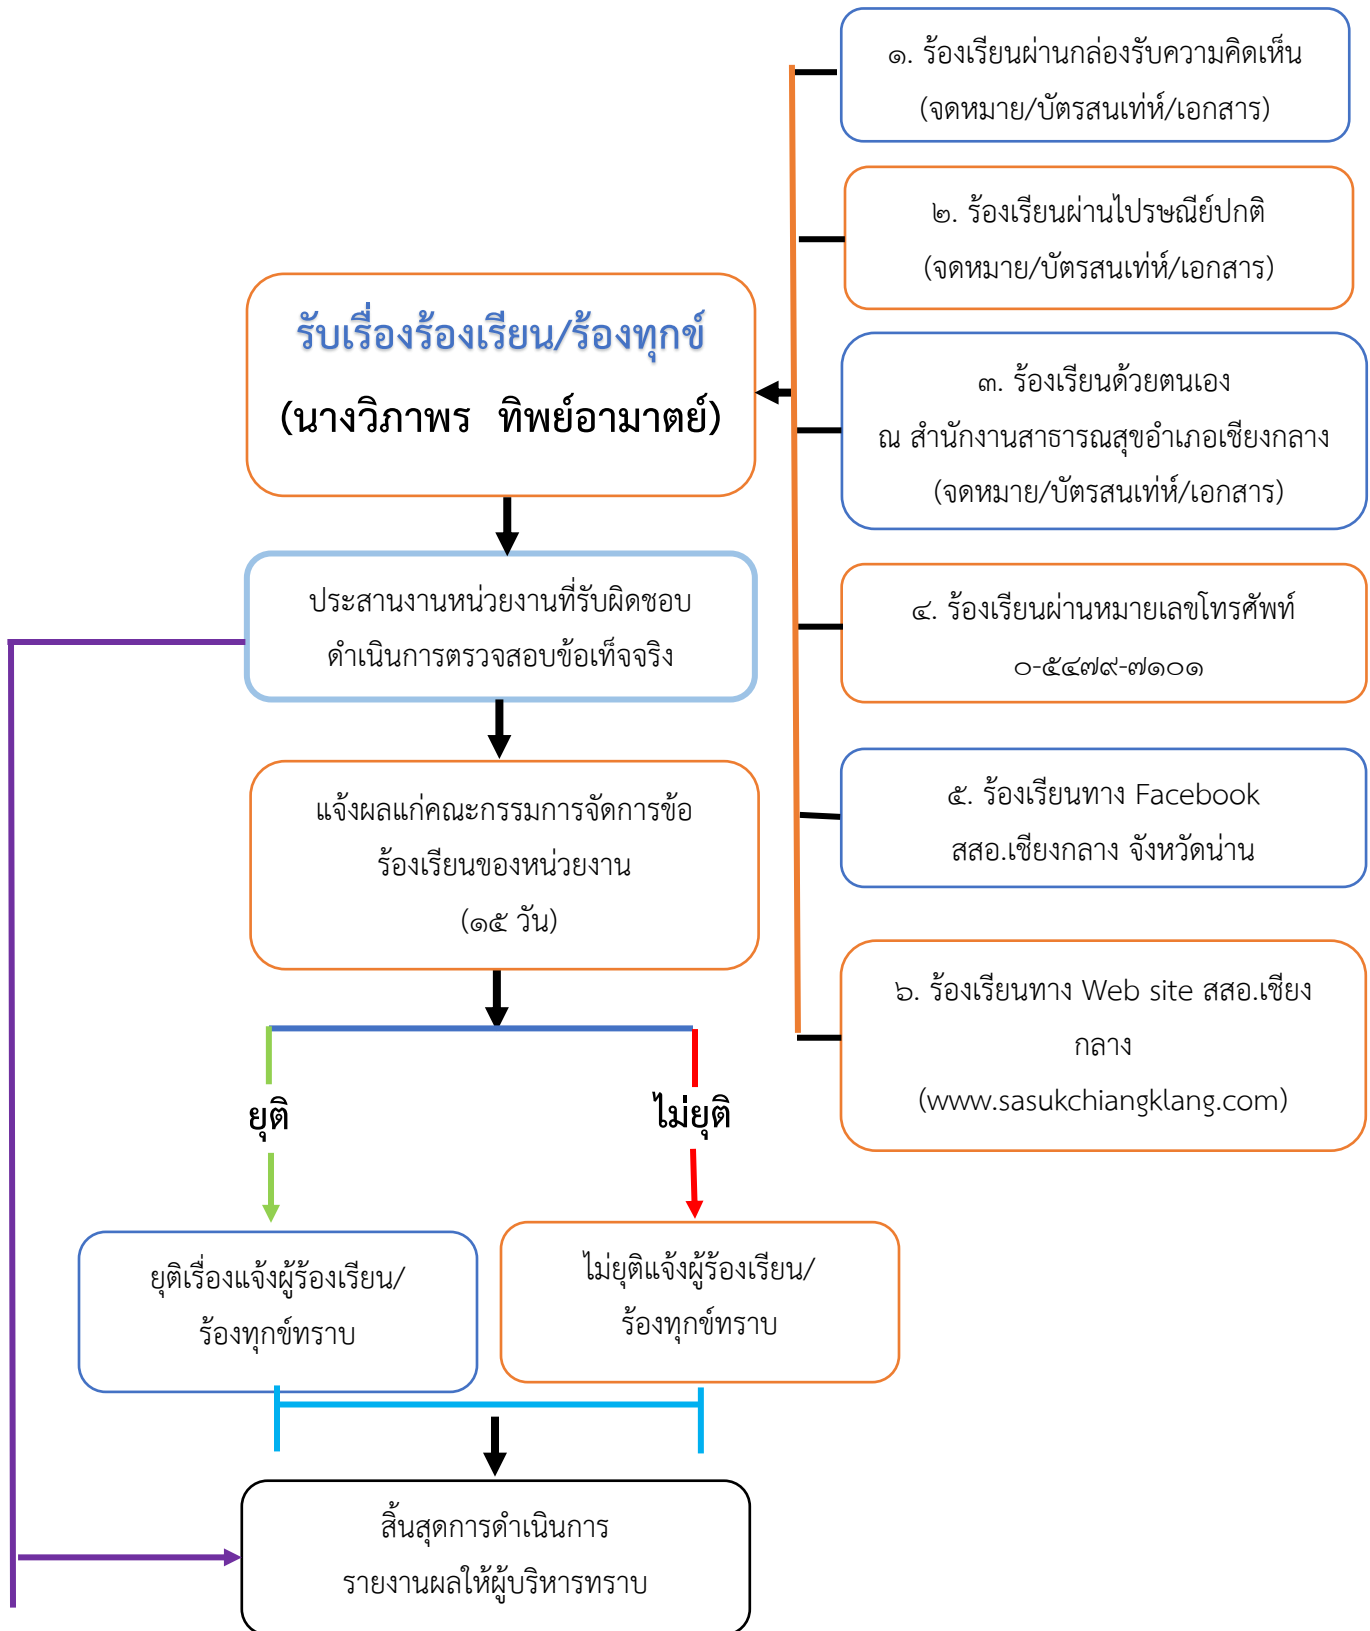 ๑. ร้องเรียนผ่านกล่องรับความคิดเห็น
(จดหมาย/บัตรสนเท่ห์/เอกสาร)
๒. ร้องเรียนผ่านไปรษณีย์ปกติ
(จดหมาย/บัตรสนเท่ห์/เอกสาร)
๓. ร้องเรียนด้วยตนเอง
ณ สำนักงานสาธารณสุขอำเภอเชียงกลาง
(จดหมาย/บัตรสนเท่ห์/เอกสาร)
๔. ร้องเรียนผ่านหมายเลขโทรศัพท์
๐-๕๔๗๙-๗๑๐๑
๕. ร้องเรียนทาง Facebook
สสอ.เชียงกลาง จังหวัดน่าน
๖. ร้องเรียนทาง Web site สสอ.เชียง
กลาง
(www.sasukchiangklang.com)
รับเรื่องร้องเรียน/ร้องทุกข์
(นางวิภาพร ทิพย์อามาตย์)
ประสานงานหน่วยงานที่รับผิดชอบ
ดำเนินการตรวจสอบข้อเท็จจริง
แจ้งผลแก่คณะกรรมการจัดการข้อ
ร้องเรียนของหน่วยงาน
(๑๕ วัน)
ยุติ
ไม่ยุติ
ยุติเรื่องแจ้งผู้ร้องเรียน/
ร้องทุกข์ทราบ
ไม่ยุติแจ้งผู้ร้องเรียน/
ร้องทุกข์ทราบ
สิ้นสุดการดำเนินการ
รายงานผลให้ผู้บริหารทราบ